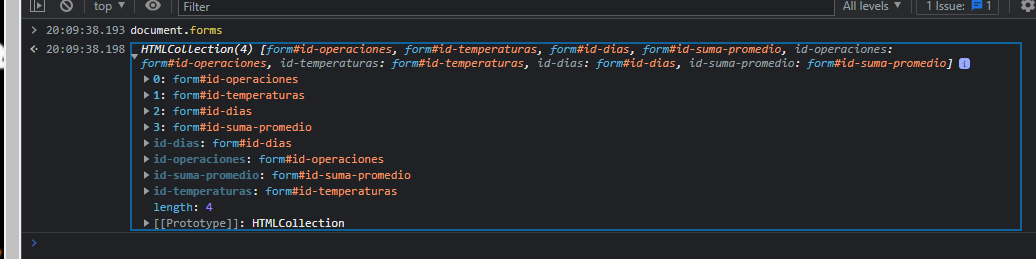 top ▼ Filter All levels ▼ 1 Issue: 1
> 20:09:38.193 document.forms
20:09:38.198 HTMLCollection(4) [form#id-operaciones, form#id-temperaturas, form#id-dias, form#id-suma-promedio, id-operaciones:
form#id-operaciones, id-temperaturas: form#id-temperaturas, id-dias: form#id-dias, id-suma-promedio: form#id-suma-promedio] i
0: form#id-operaciones
1: form#id-temperaturas
2: form#id-dias
3: form#id-suma-promedio
id-dias: form#id-dias
id-operaciones: form#id-operaciones
id-suma-promedio: form#id-suma-promedio
id-temperaturas: form#id-temperaturas
length: 4
[[Prototype]]: HTMLCollection
>